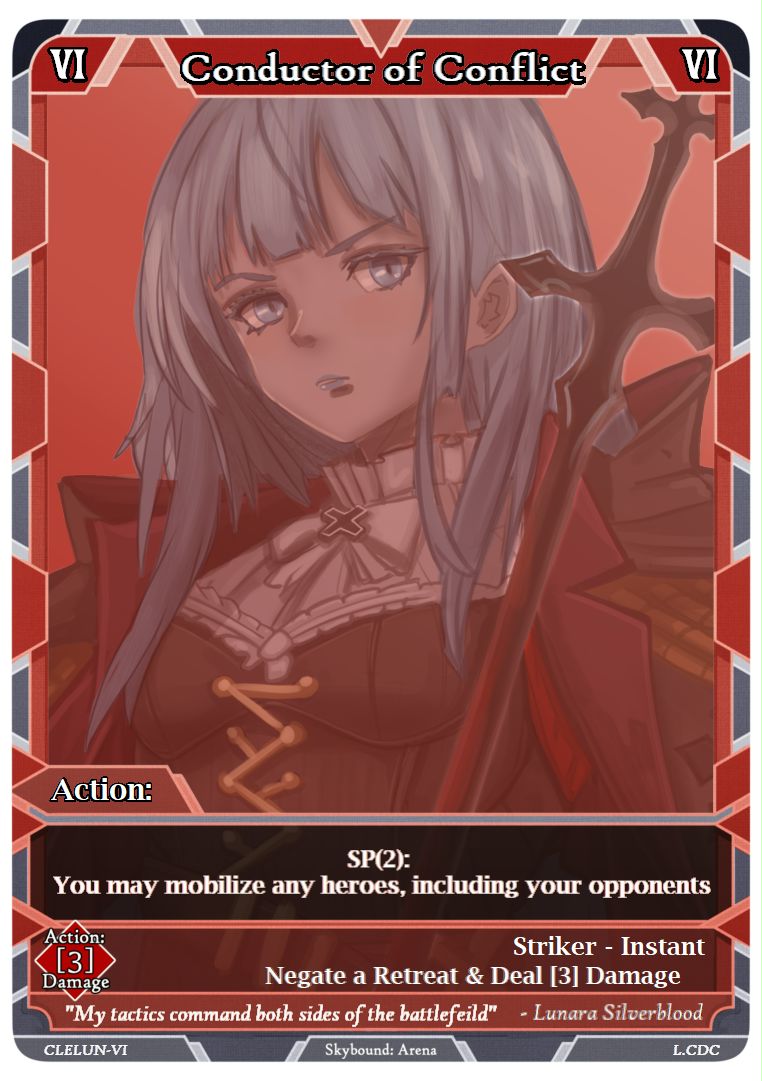 VI Conductor of Conflict VI
Action:
SP(2):
You may mobilize any heroes, including your opponents
Action:
[3]
Damage
Striker - Instant
Negate a Retreat & Deal [3] Damage
"My tactics command both sides of the battlefeild" - Lunara Silverblood
CLELUN-VI Skybound: Arena L.CDC